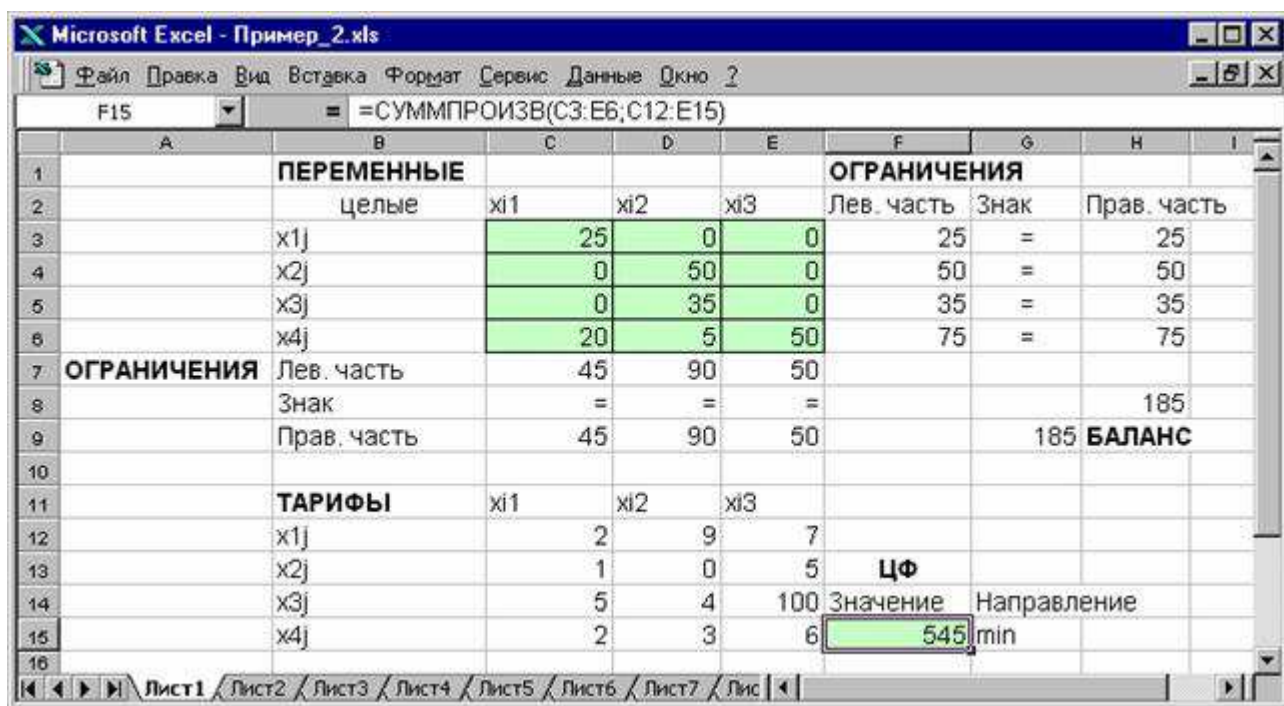 Microsoft Excel - Пример_2.xls
Файл Правка Вид Вставка Формат Сервис Данные Окно ?
F15 = =СУММПРОИЗВ(C3:E6;C12:E15)
A B C D E F G H I
1 ПЕРЕМЕННЫЕ ОГРАНИЧЕНИЯ
2 целые xi1 xi2 xi3 Лев. часть Знак Прав. часть
3 x1j 25 0 0 25 = 25
4 x2j 0 50 0 50 = 50
5 x3j 0 35 0 35 = 35
6 x4j 20 5 50 75 = 75
7 ОГРАНИЧЕНИЯ Лев. часть 45 90 50
8 Знак = = = 185
9 Прав. часть 45 90 50 185 БАЛАНС
10
11 ТАРИФЫ xi1 xi2 xi3
12 x1j 2 9 7
13 x2j 1 0 5 ЦФ
14 x3j 5 4 100 Значение Направление
15 x4j 2 3 6 545 min
16
Лист1 Лист2 Лист3 Лист4 Лист5 Лист6 Лист7 Лис